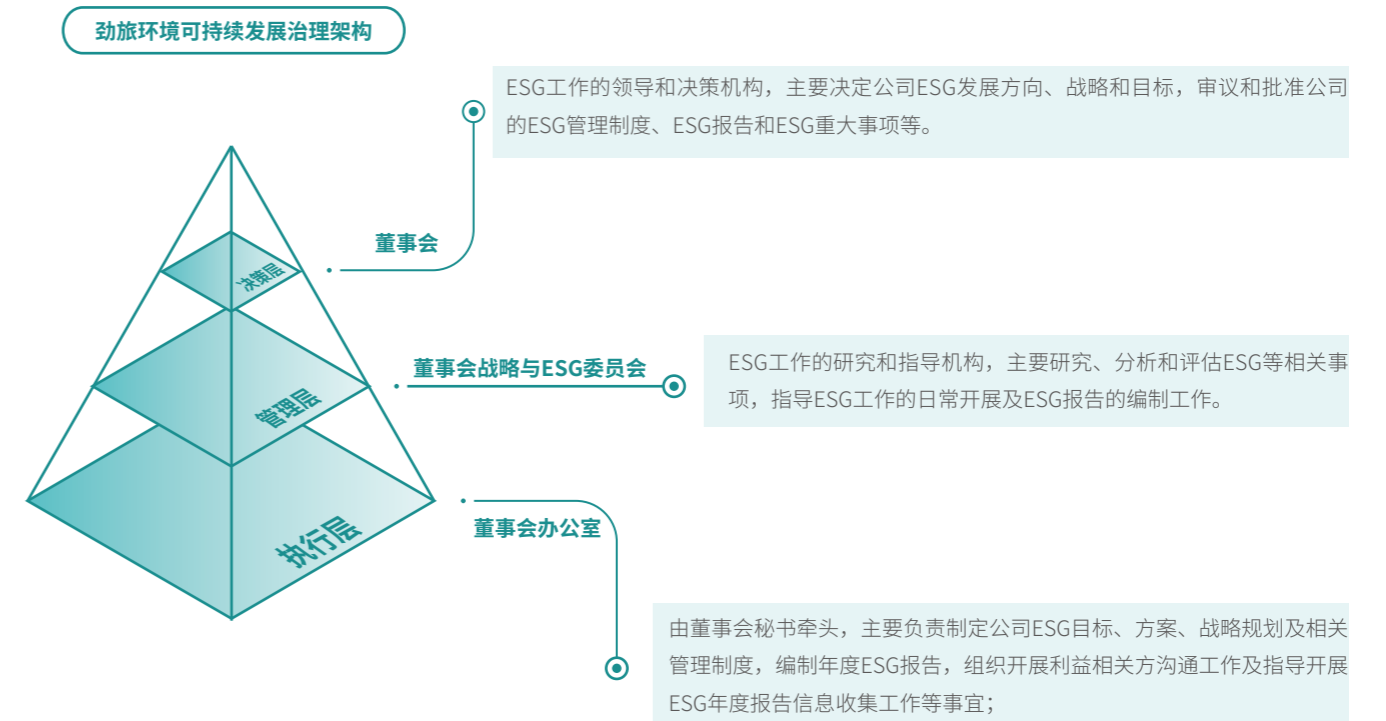 劲旅环境可持续发展治理架构
ESG工作的领导和决策机构，主要决定公司ESG发展方向、战略和目标，审议和批准公司
的ESG管理制度、ESG报告和ESG重大事项等。
董事会
决策层
董事会战略与ESG委员会
ESG工作的研究和指导机构，主要研究、分析和评估ESG等相关事
项，指导ESG工作的日常开展及ESG报告的编制工作。
管理层
董事会办公室
执行层
由董事会秘书牵头，主要负责制定公司ESG目标、方案、战略规划及相关
管理制度，编制年度ESG报告，组织开展利益相关方沟通工作及指导开展
ESG年度报告信息收集工作等事宜；